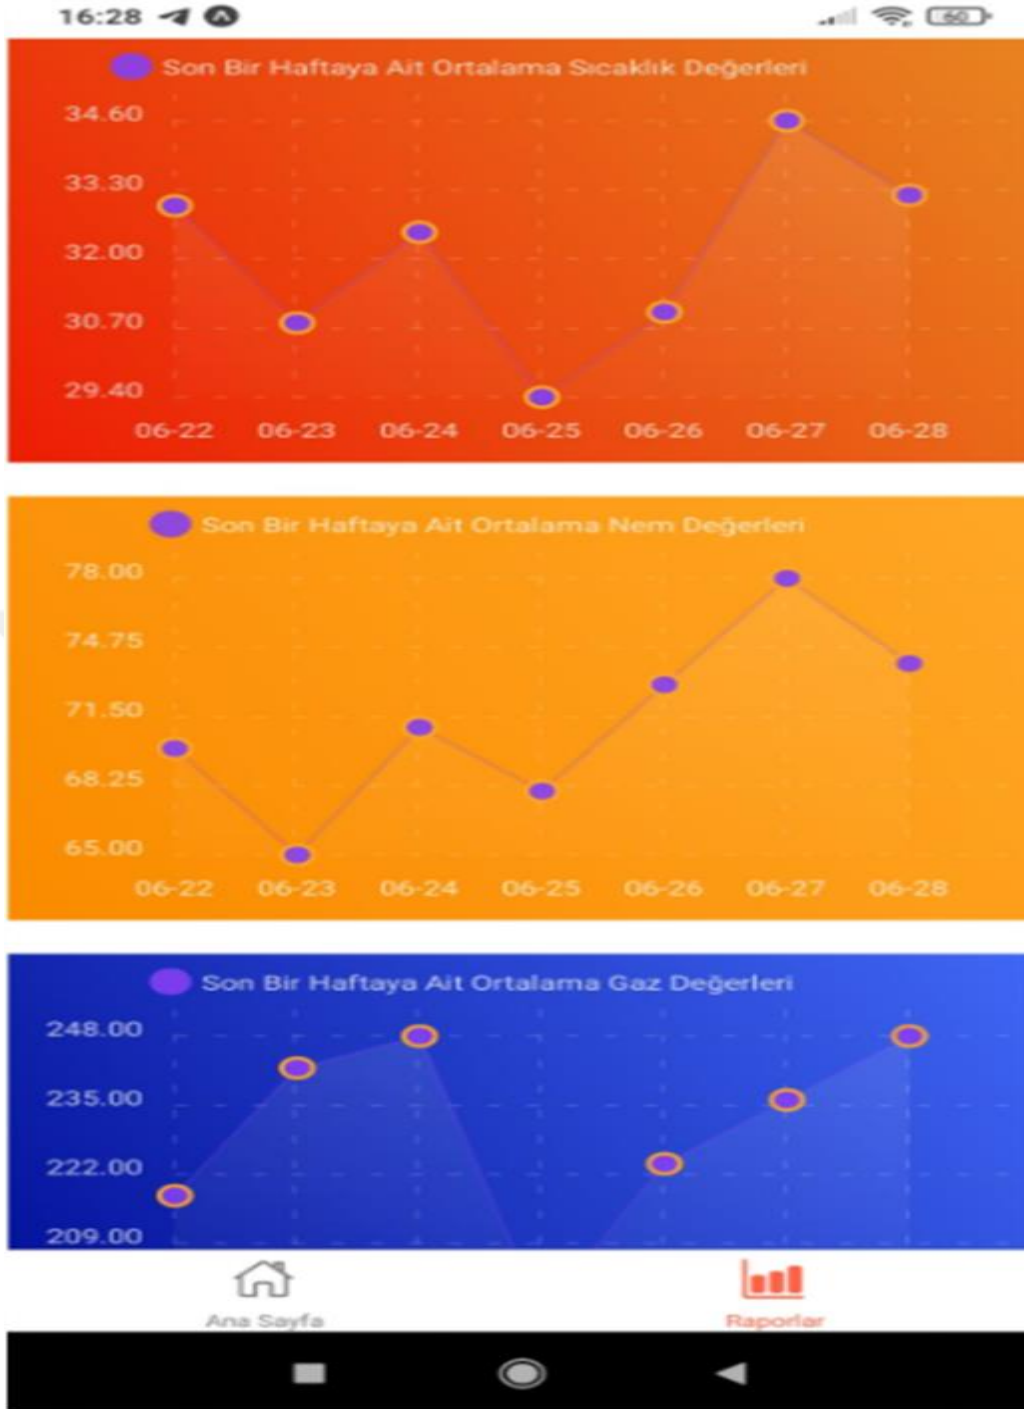 16:28
60
Son Bir Haftaya Ait Ortalama Sıcaklık Değerleri
34.60
33.30
32.00
30.70
29.40
06-22 06-23 06-24 06-25 06-26 06-27 06-28
Son Bir Haftaya Ait Ortalama Nem Değerleri
78.00
74.75
71.50
68.25
65.00
06-22 06-23 06-24 06-25 06-26 06-27 06-28
Son Bir Haftaya Ait Ortalama Gaz Değerleri
248.00
235.00
222.00
209.00
Ana Sayfa Raporlar